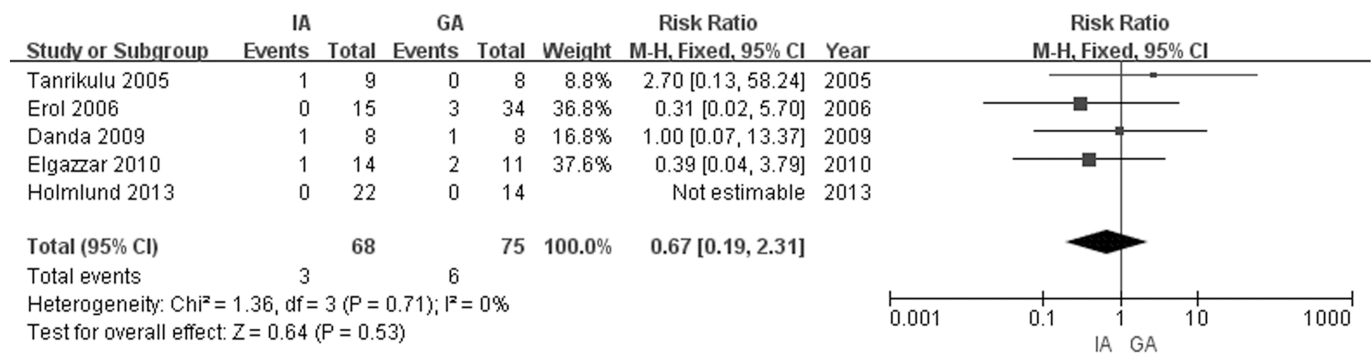 IA GA Risk Ratio Risk Ratio
Study or Subgroup Events Total Events Total Weight M-H, Fixed, 95% CI Year M-H, Fixed, 95% CI
Tanrikulu 2005 1 9 0 8 8.8% 2.70 [0.13, 58.24] 2005
Erol 2006 0 15 3 34 36.8% 0.31 [0.02, 5.70] 2006
Danda 2009 1 8 1 8 16.8% 1.00 [0.07, 13.37] 2009
Elgazzar 2010 1 14 2 11 37.6% 0.39 [0.04, 3.79] 2010
Holmlund 2013 0 22 0 14 Not estimable 2013
Total (95% CI) 68 75 100.0% 0.67 [0.19, 2.31]
Total events 3 6
Heterogeneity: Chi² = 1.36, df = 3 (P = 0.71); I² = 0%
Test for overall effect: Z = 0.64 (P = 0.53)
0.001 0.1 1 10 1000
IA GA